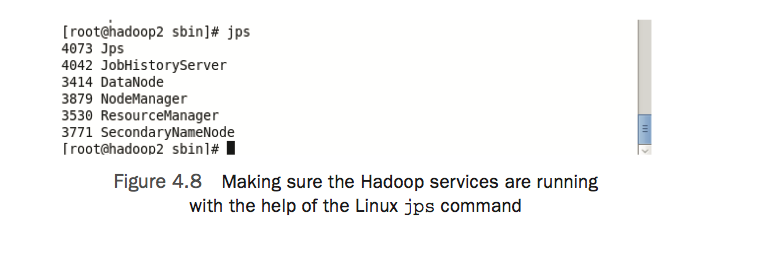 [root@hadoop2 sbin]# jps
4073 Jps
4042 JobHistoryServer
3414 DataNode
3879 NodeManager
3530 ResourceManager
3771 SecondaryNameNode
[root@hadoop2 sbin]#
Figure 4.8 Making sure the Hadoop services are running
with the help of the Linux jps command